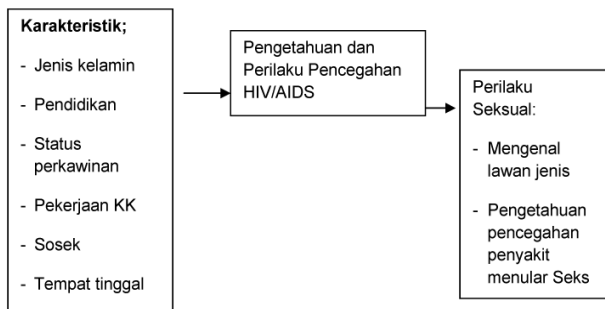 Karakteristik;
- Jenis kelamin
- Pendidikan
- Status
perkawinan
- Pekerjaan KK
- Sosek
- Tempat tinggal
Pengetahuan dan
Perilaku Pencegahan
HIV/AIDS
Perilaku
Seksual:
- Mengenal
lawan jenis
- Pengetahuan
pencegahan
penyakit
menular Seks